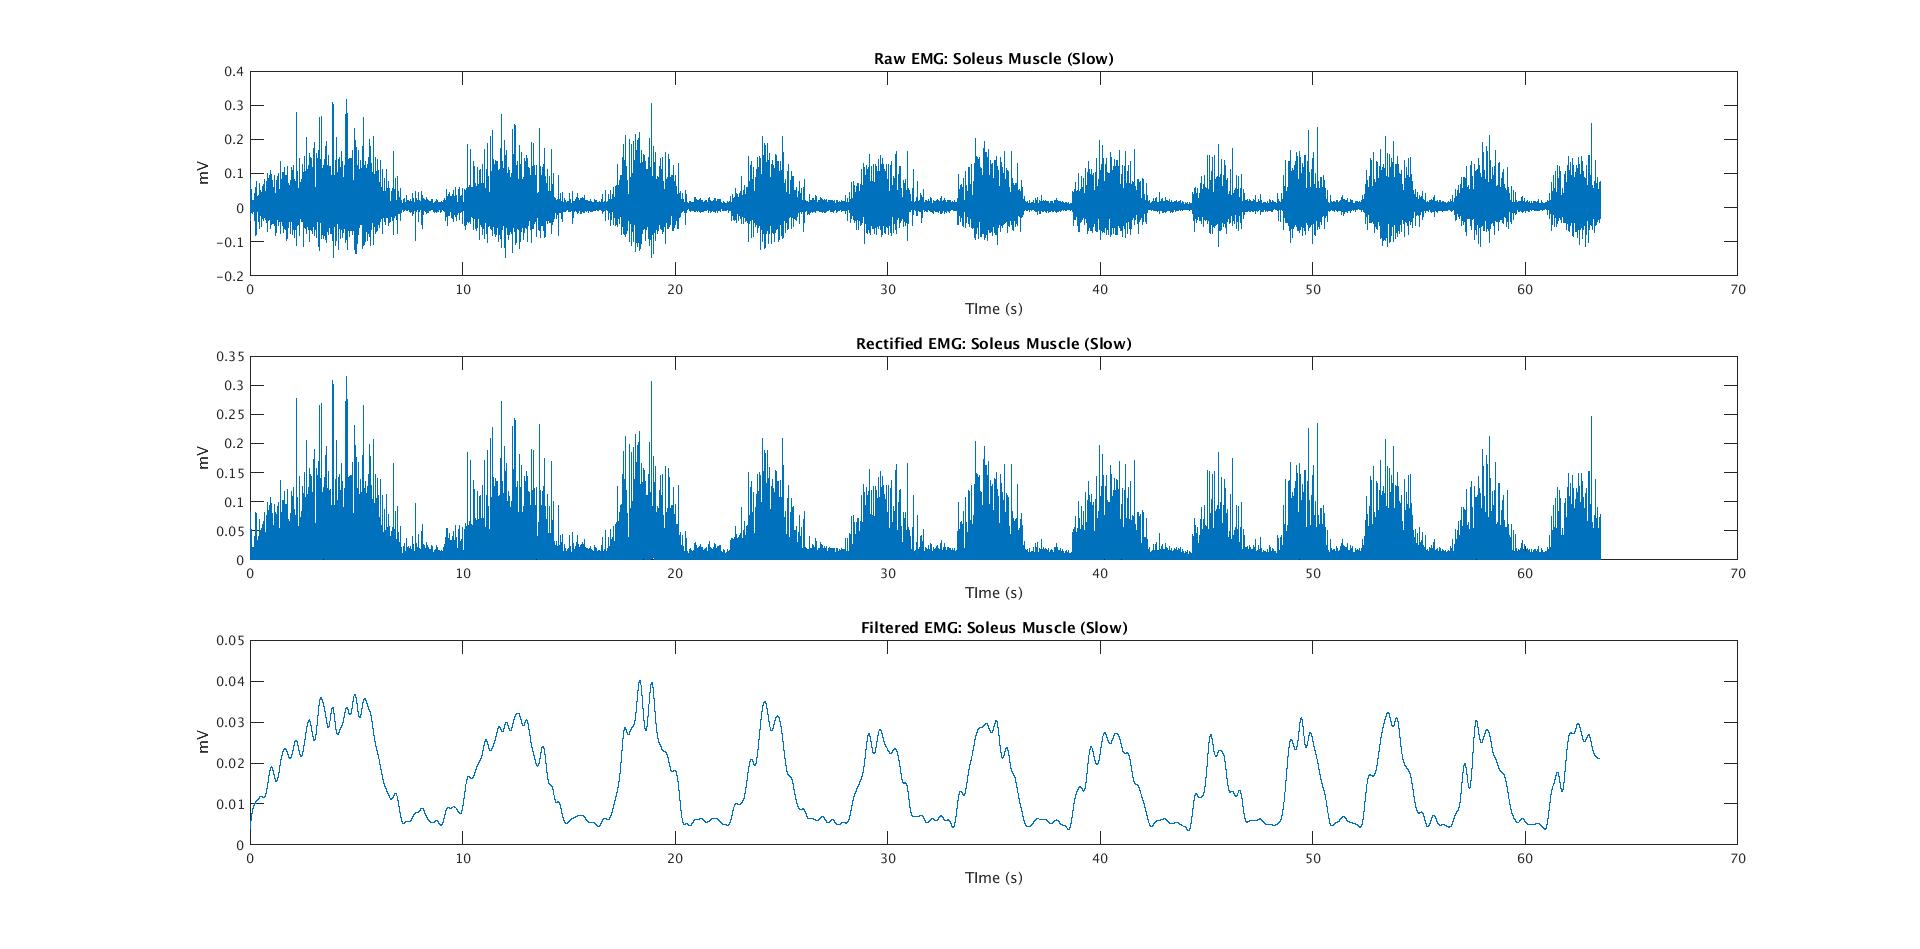 Raw EMG: Soleus Muscle (Slow)
0.4
0.3
0.2
0.1
0
-0.1
-0.2
mV
0 10 20 30 40 50 60 70
TIme (s)
Rectified EMG: Soleus Muscle (Slow)
0.35
0.3
0.25
0.2
0.15
0.1
0.05
0
mV
0 10 20 30 40 50 60 70
TIme (s)
Filtered EMG: Soleus Muscle (Slow)
0.05
0.04
0.03
0.02
0.01
0
mV
0 10 20 30 40 50 60 70
TIme (s)